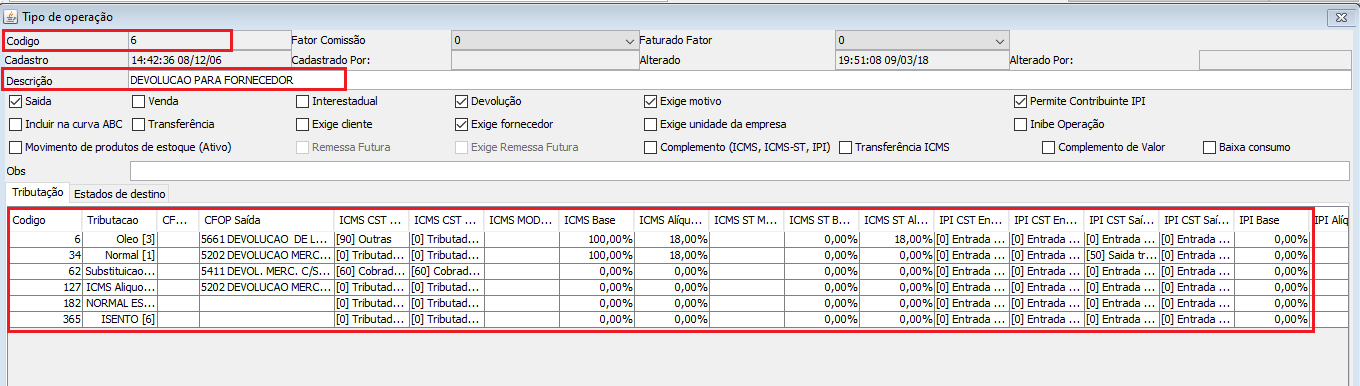 Tipo de operação
Codigo 6 Fator Comissão 0 Faturado Fator 0
Cadastro 14:42:36 08/12/06 Cadastrado Por: Alterado 19:51:08 09/03/18 Alterado Por:
Descrição DEVOLUCAO PARA FORNECEDOR
Saida Venda Interestadual Devolução Exige motivo Permite Contribuinte IPI
Incluir na curva ABC Transferência Exige cliente Exige fornecedor Exige unidade da empresa Inibe Operação
Movimento de produtos de estoque (Ativo) Remessa Futura Exige Remessa Futura Complemento (ICMS, ICMS-ST, IPI) Transferência ICMS Complemento de Valor Baixa consumo
Obs
Tributação Estados de destino
Codigo Tributacao CF... CFOP Saída ICMS CST ... ICMS CST ... ICMS MOD... ICMS Base ICMS Alíqu... ICMS ST M... ICMS ST B... ICMS ST Al... IPI CST En... IPI CST En... IPI CST Saí... IPI CST Saí... IPI Base IPI Alíq
6 Oleo [3] 5661 DEVOLUCAO DE L... [90] Outras [0] Tributad... 100,00% 18,00% 0,00% 18,00% [0] Entrada ... [0] Entrada ... [0] Entrada ... [0] Entrada ... 0,00%
34 Normal [1] 5202 DEVOLUCAO MERC... [0] Tributad... [0] Tributad... 100,00% 18,00% 0,00% 0,00% [0] Entrada ... [0] Entrada ... [50] Saida tr... [0] Entrada ... 0,00%
62 Substituicao... 5411 DEVOL. MERC. C/S... [60] Cobrad... [60] Cobrad... 0,00% 0,00% 0,00% 0,00% [0] Entrada ... [0] Entrada ... [0] Entrada ... [0] Entrada ... 0,00%
127 ICMS Aliquo... 5202 DEVOLUCAO MERC... [0] Tributad... [0] Tributad... 0,00% 0,00% 0,00% 0,00% [0] Entrada ... [0] Entrada ... [0] Entrada ... [0] Entrada ... 0,00%
182 NORMAL ES... [0] Tributad... [0] Tributad... 0,00% 0,00% 0,00% 0,00% [0] Entrada ... [0] Entrada ... [0] Entrada ... [0] Entrada ... 0,00%
365 ISENTO [6] [0] Tributad... [0] Tributad... 0,00% 0,00% 0,00% 0,00% [0] Entrada ... [0] Entrada ... [0] Entrada ... [0] Entrada ... 0,00%